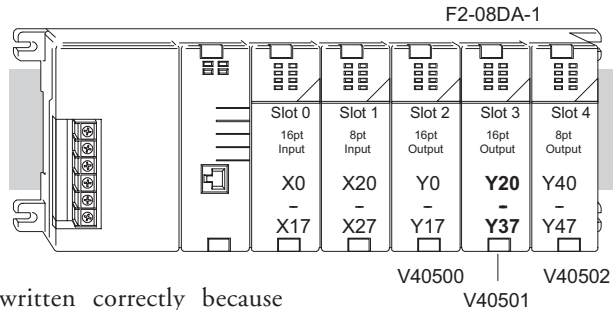 F2-08DA-1
Slot 0 Slot 1 Slot 2 Slot 3 Slot 4
16pt 8pt 16pt 16pt 8pt
Input Input Output Output Output
X0 X20 Y0 Y20 Y40
– – – – –
X17 X27 Y17 Y37 Y47
V40500 V40502
written correctly because
V40501